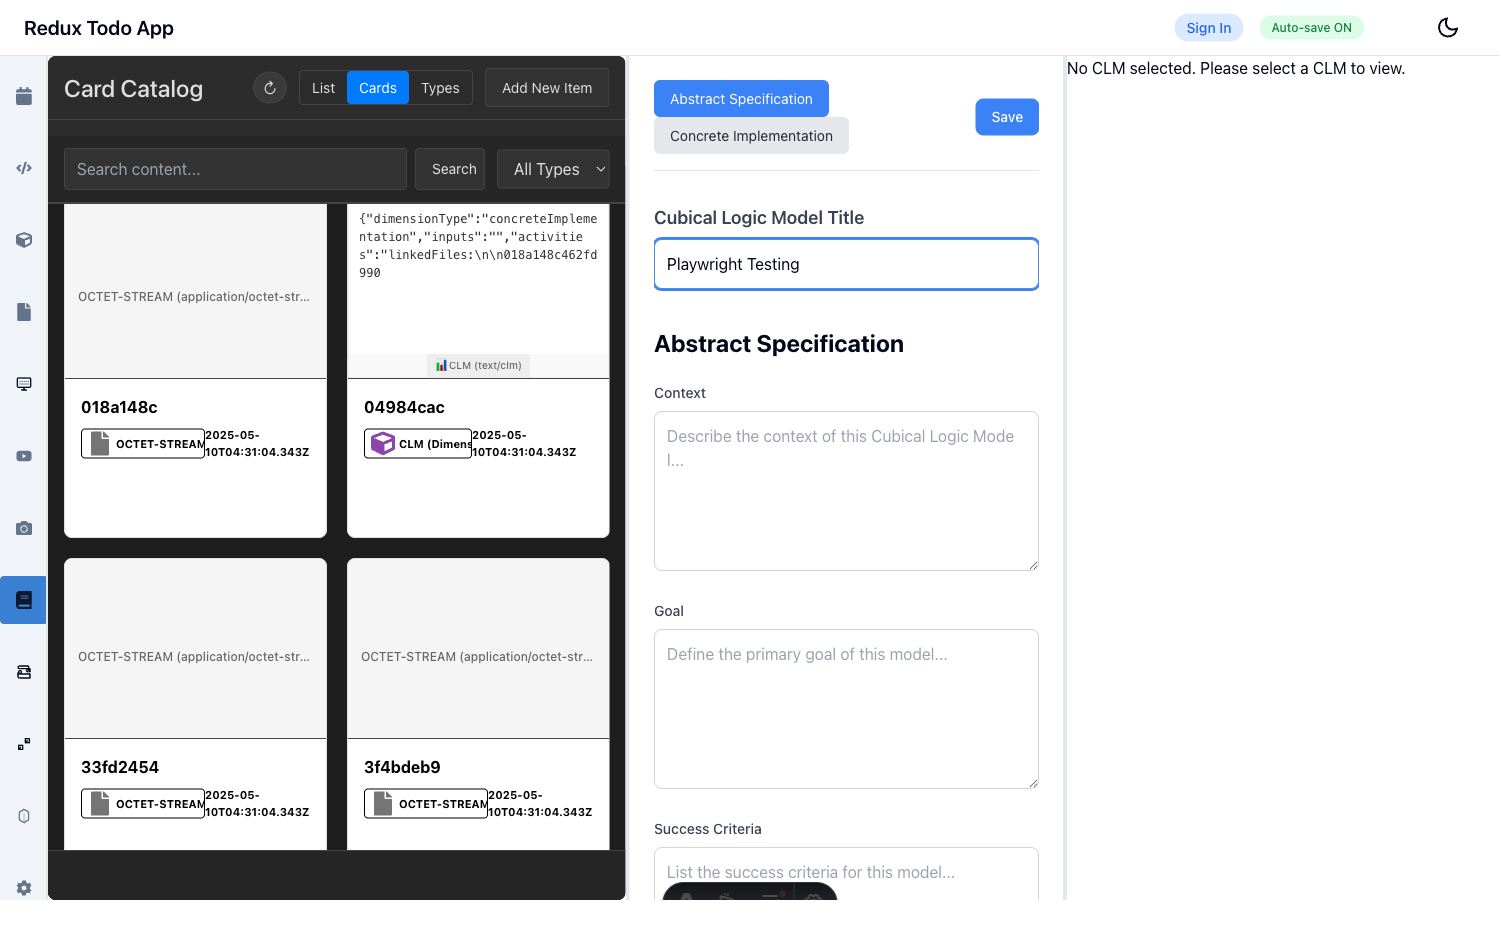 Redux Todo App
Sign In
Auto-save ON
Card Catalog
List
Cards
Types
Add New Item
Search content...
Search
All Types
OCTET-STREAM (application/octet-str...
{"dimensionType":"concreteImpleme
ntation","inputs":"","activitie
s":"linkedFiles:\n\n018a148c462fd
990
CLM (text/clm)
018a148c
OCTET-STREAM
2025-05-
10T04:31:04.343Z
04984cac
CLM (Dimens
2025-05-
10T04:31:04.343Z
OCTET-STREAM (application/octet-str...
OCTET-STREAM (application/octet-str...
33fd2454
OCTET-STREAM
2025-05-
10T04:31:04.343Z
3f4bdeb9
OCTET-STREAM
2025-05-
10T04:31:04.343Z
Abstract Specification
Concrete Implementation
Save
Cubical Logic Model Title
Playwright Testing
Abstract Specification
Context
Describe the context of this Cubical Logic Mode
l...
Goal
Define the primary goal of this model...
Success Criteria
List the success criteria for this model...
No CLM selected. Please select a CLM to view.